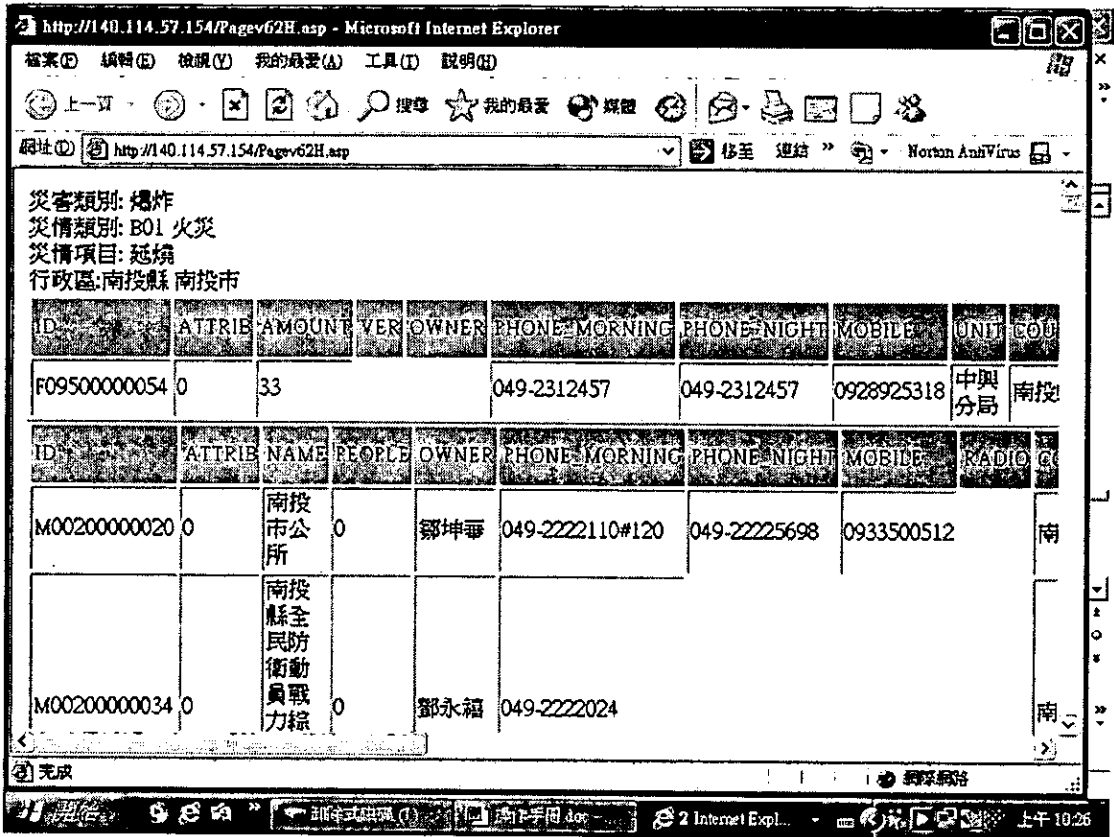 http://140.114.57.154/Pagev62H.asp - Microsoft Internet Explorer
檔案(F) 編輯(E) 檢視(V) 我的最愛(A) 工具(T) 說明(H)
上一頁 搜尋 我的最愛 媒體
網址(D) http://140.114.57.154/Pagev62H.asp 移至 連結 » Norton AntiVirus
災害類別: 爆炸
災情類別: B01 火災
災情項目: 延燒
行政區:南投縣 南投市
ID ATTRIB AMOUNT VER OWNER PHONE_MORNING PHONE_NIGHT MOBILE UNIT COU
F09500000054 0 33 049-2312457 049-2312457 0928925318 中興分局 南投
ID ATTRIB NAME PEOPLE OWNER PHONE_MORNING PHONE_NIGHT MOBILE RADIO CO
M00200000020 0 南投市公所 0 鄒坤華 049-2222110#120 049-22225698 0933500512 南
M00200000034 0 南投縣全民防衛動員戰力綜 0 鄧永禧 049-2222024 南
完成 網際網路
2 Internet Expl... 上午 10:26